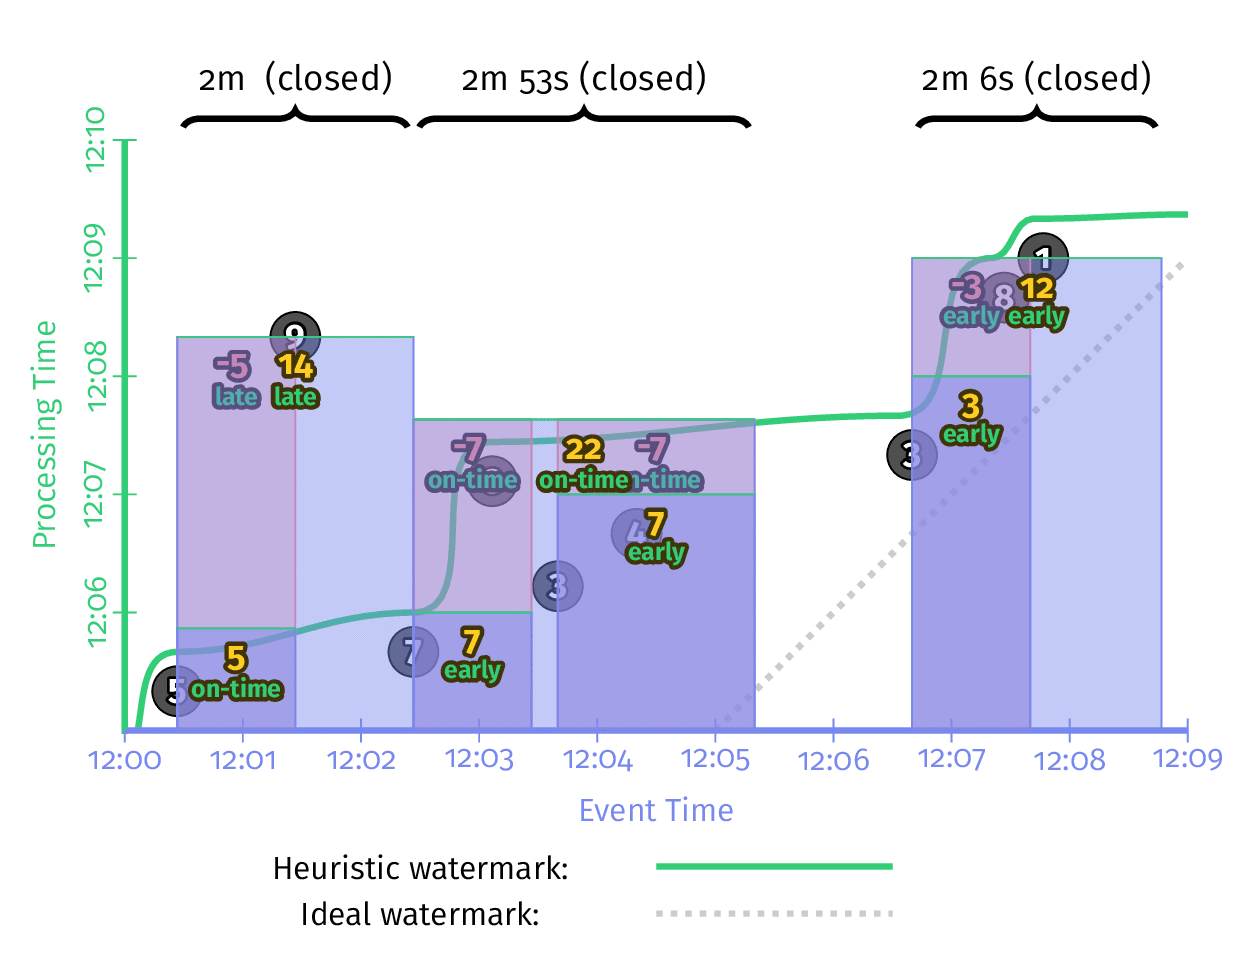 2m (closed)
2m 53s (closed)
2m 6s (closed)
12:10
12:09
12:08
12:07
12:06
Processing Time
9
-5
late
14
late
5
5
on-time
-7
on-time
22
on-time
-7
n-time
7
7
early
3
4
7
early
-3
early
8
1
12
early
3
3
early
12:00
12:01
12:02
12:03
12:04
12:05
12:06
12:07
12:08
12:09
Event Time
Heuristic watermark:
Ideal watermark: